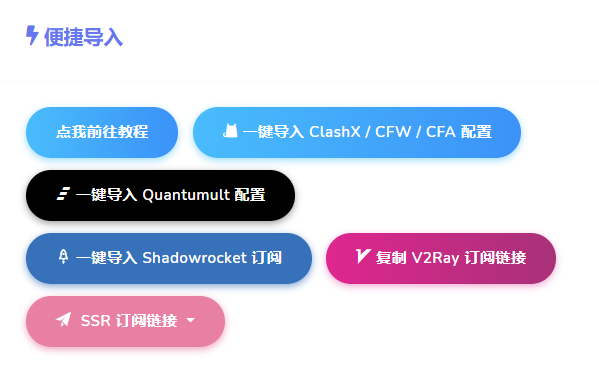 便捷导入
点我前往教程
一键导入 ClashX / CFW / CFA 配置
一键导入 Quantumult 配置
一键导入 Shadowrocket 订阅
复制 V2Ray 订阅链接
SSR 订阅链接